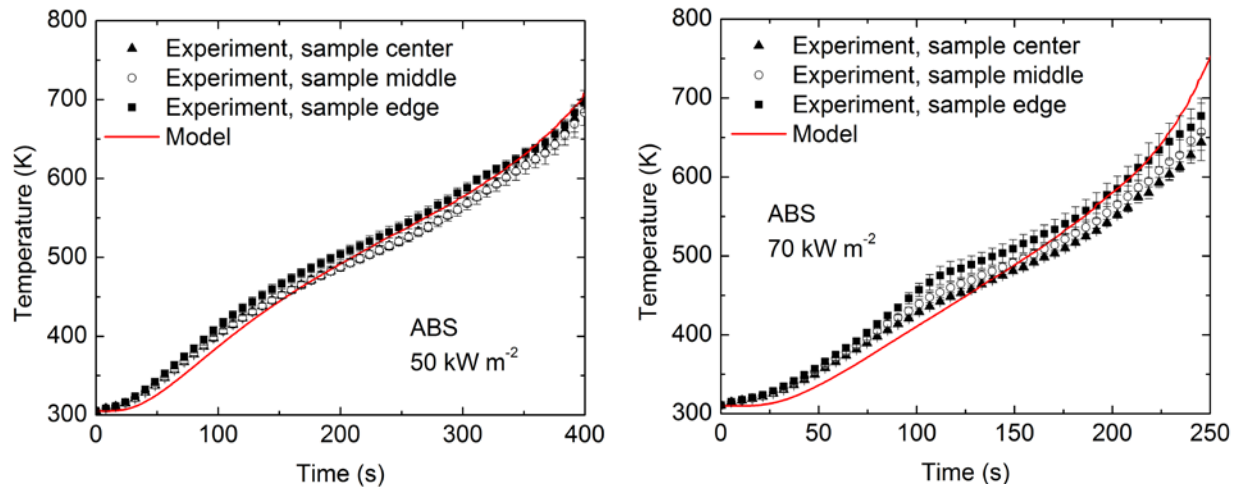 800
700
600
500
400
300
Temperature (K)
Experiment, sample center
Experiment, sample middle
Experiment, sample edge
Model
ABS
50 kW m⁻²
0
100
200
300
400
Time (s)
800
700
600
500
400
300
Temperature (K)
Experiment, sample center
Experiment, sample middle
Experiment, sample edge
Model
ABS
70 kW m⁻²
0
50
100
150
200
250
Time (s)